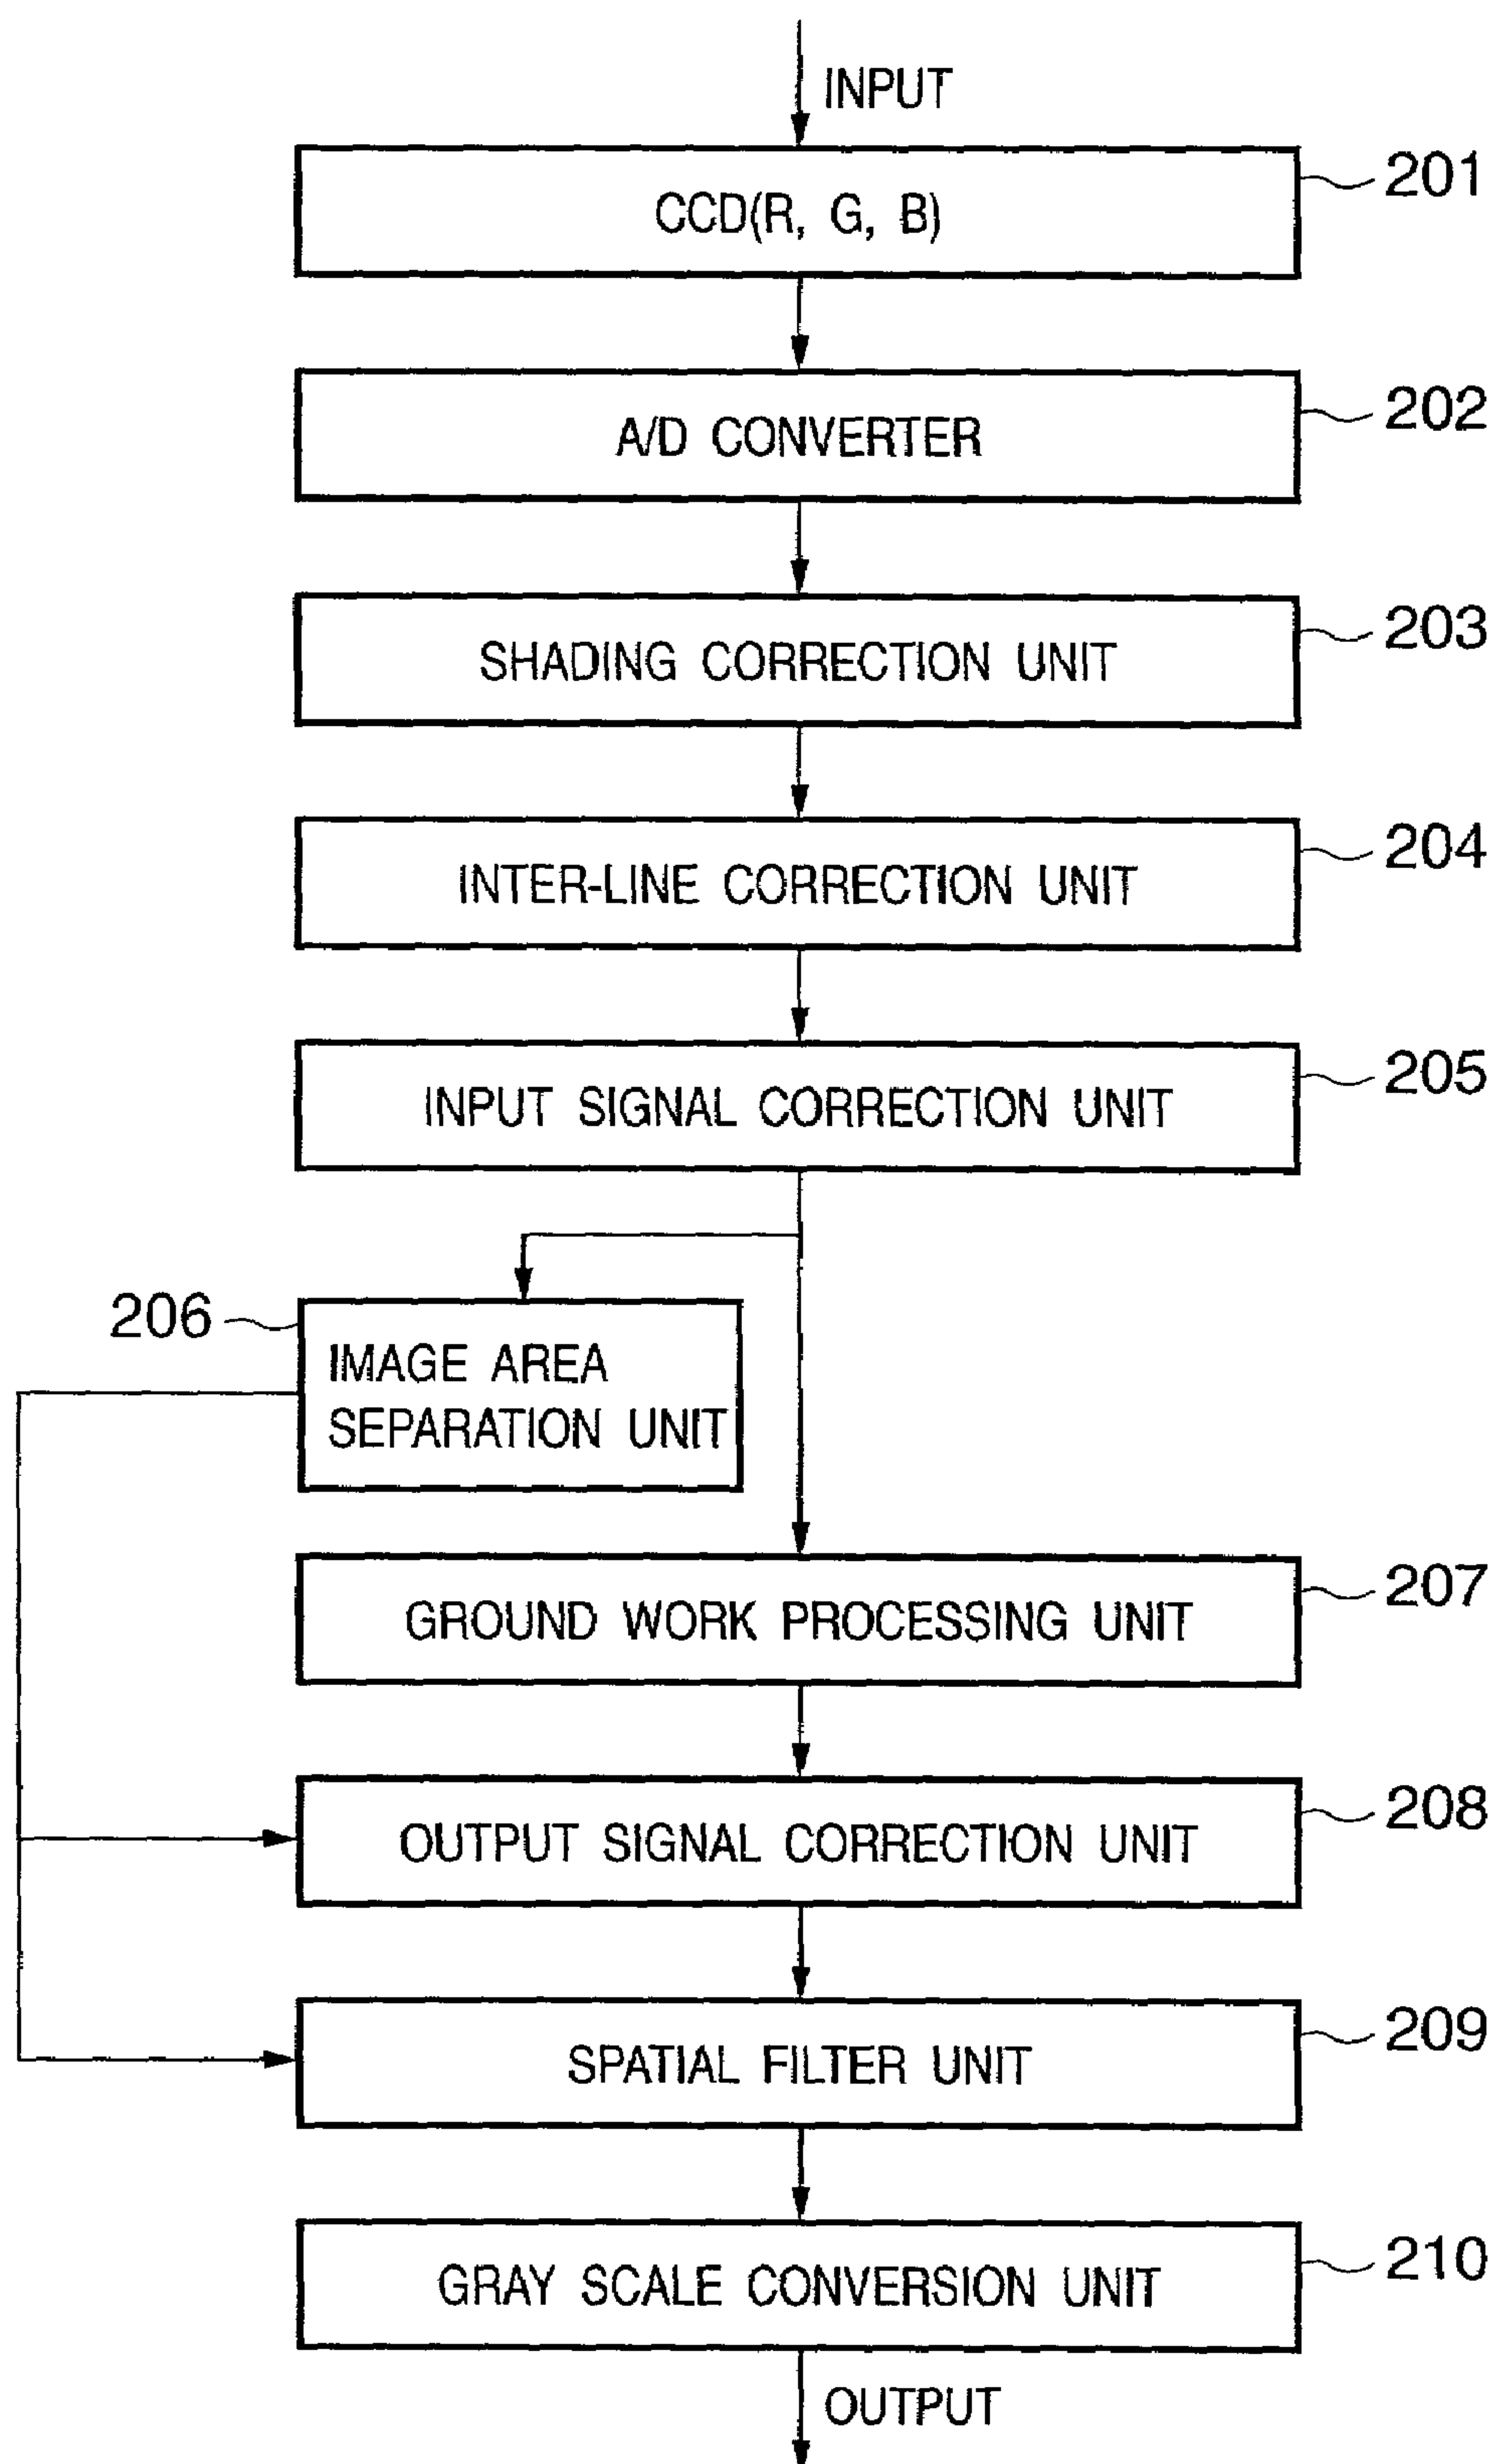 INPUT
CCD(R, G, B)
201
A/D CONVERTER
202
SHADING CORRECTION UNIT
203
INTER-LINE CORRECTION UNIT
204
INPUT SIGNAL CORRECTION UNIT
205
206
IMAGE AREA
SEPARATION UNIT
GROUND WORK PROCESSING UNIT
207
OUTPUT SIGNAL CORRECTION UNIT
208
SPATIAL FILTER UNIT
209
GRAY SCALE CONVERSION UNIT
210
OUTPUT